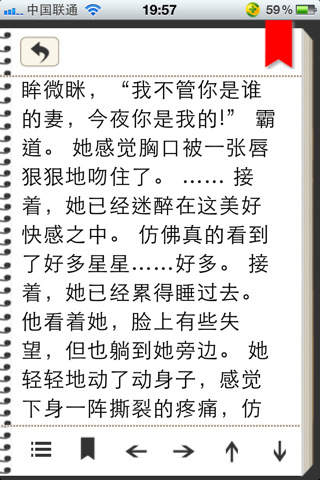 中国联通 19:57 59%
眸微眯，“我不管你是谁
的妻，今夜你是我的!” 霸
道。 她感觉胸口被一张唇
狠狠地吻住了。 …… 接
着，她已经迷醉在这美好
快感之中。 仿佛真的看到
了好多星星……好多。 接
着，她已经累得睡过去。
他看着她，脸上有些失
望，但也躺到她旁边。 她
轻轻地动了动身子，感觉
下身一阵撕裂的疼痛，仿